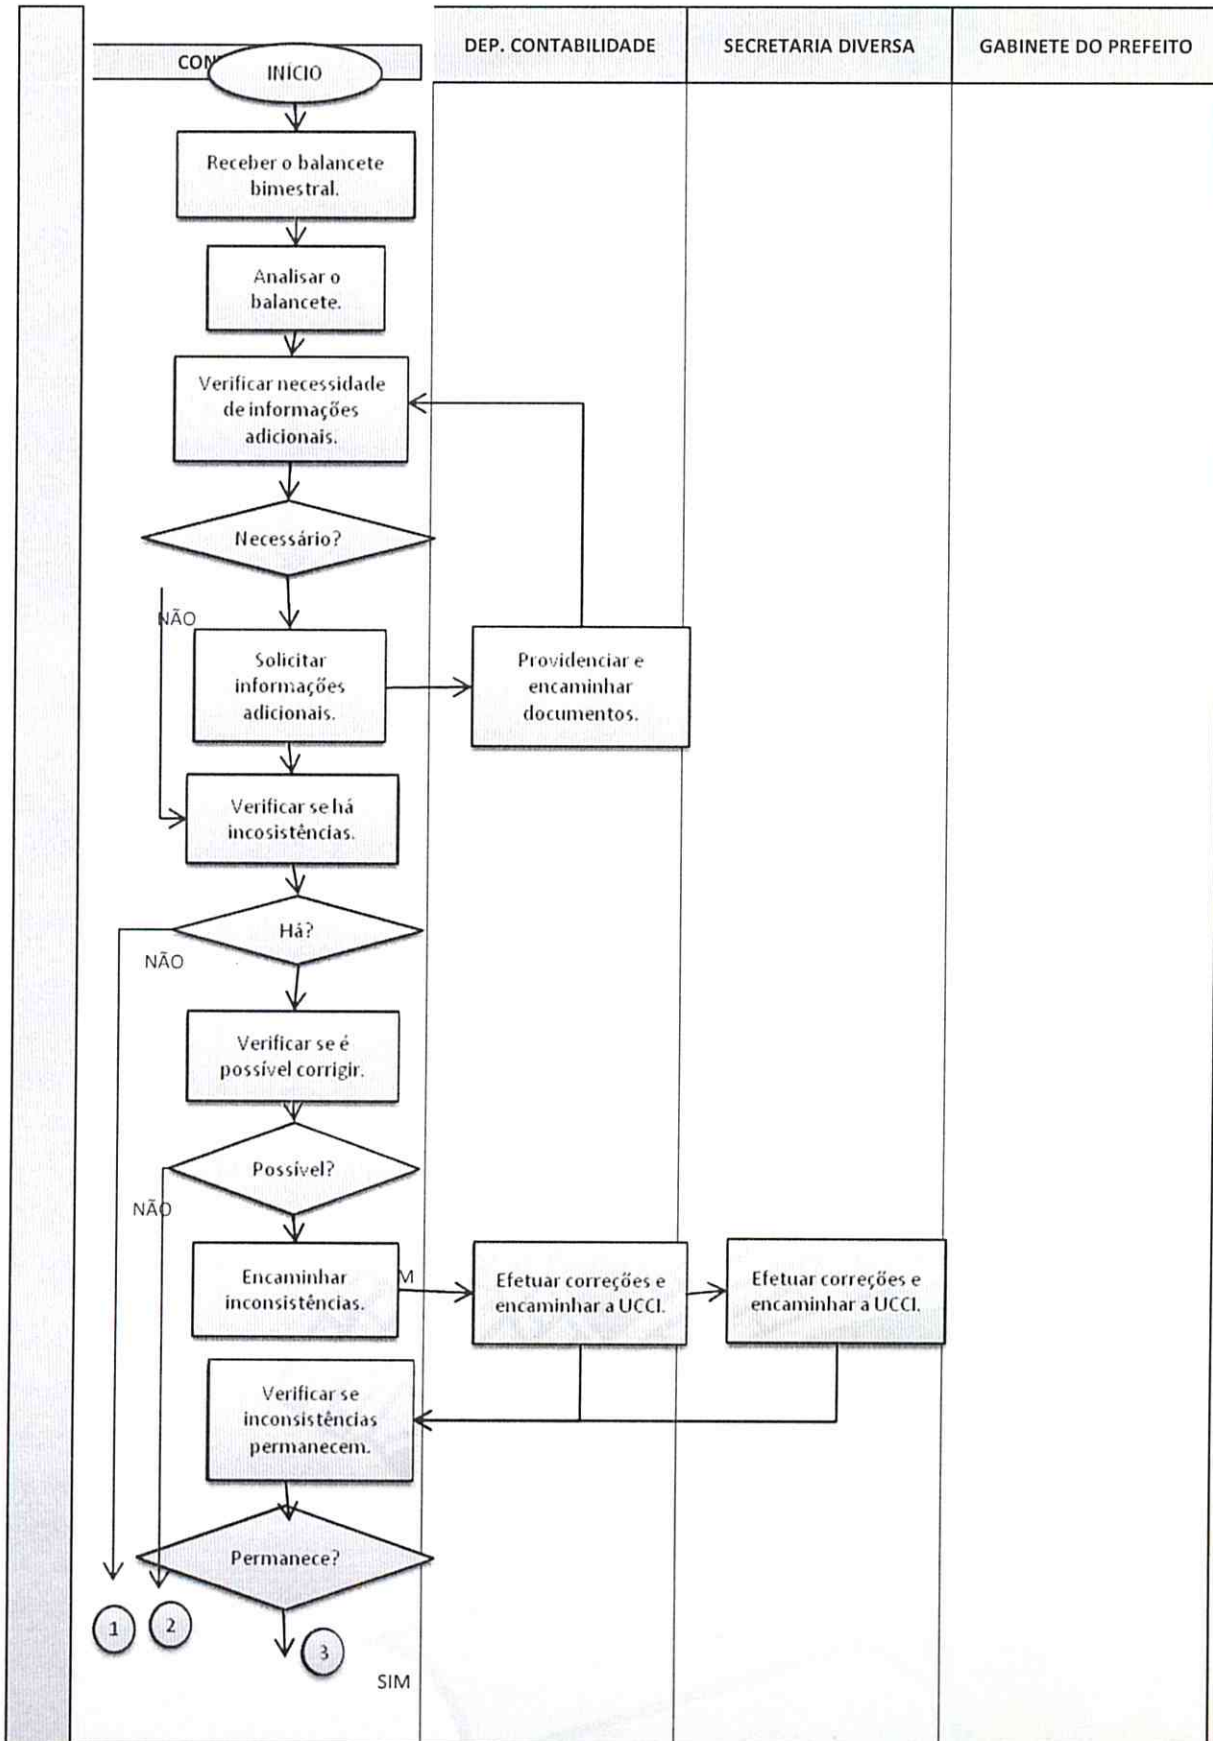 DEP. CONTABILIDADE
SECRETARIA DIVERSA
GABINETE DO PREFEITO
INÍCIO
Receber o balancete
bimestral.
Analisar o
balancete.
Verificar necessidade
de informações
adicionais.
Necessário?
NÃO
Solicitar
informações
adicionais.
Providenciar e
encaminhar
documentos.
Verificar se há
incosistências.
Há?
NÃO
Verificar se é
possível corrigir.
Possível?
NÃO
Encaminhar
inconsistências.
M
Efetuar correções e
encaminhar a UCCI.
Efetuar correções e
encaminhar a UCCI.
Verificar se
inconsistências
permanecem.
Permanece?
1
2
3
SIM